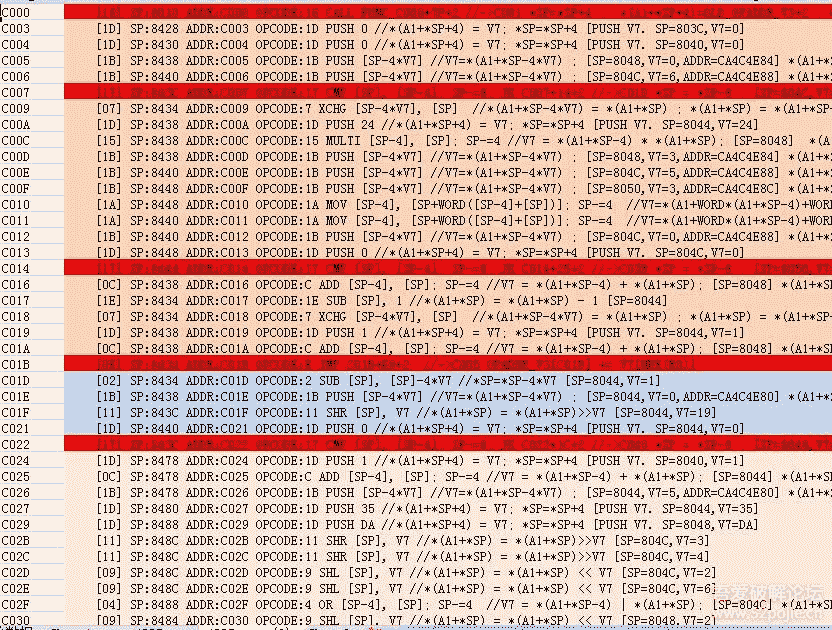 C000
C003 [1D] SP:8428 ADDR:C003 OPCODE:1D PUSH 0 //*(A1+*SP+4) = V7; *SP=*SP+4 [PUSH V7. SP=803C,V7=0]
C004 [1D] SP:8430 ADDR:C004 OPCODE:1D PUSH 0 //*(A1+*SP+4) = V7; *SP=*SP+4 [PUSH V7. SP=8040,V7=0]
C005 [1B] SP:8438 ADDR:C005 OPCODE:1B PUSH [SP-4*V7] //V7=*(A1+*SP-4*V7) ; [SP=8048,V7=0,ADDR=CA4C4E84] *(A1+
C006 [1B] SP:8440 ADDR:C006 OPCODE:1B PUSH [SP-4*V7] //V7=*(A1+*SP-4*V7) ; [SP=804C,V7=6,ADDR=CA4C4E88] *(A1+
C007
C009 [07] SP:8434 ADDR:C009 OPCODE:7 XCHG [SP-4*V7], [SP] //*(A1+*SP-4*V7) = *(A1+*SP) ; *(A1+*SP) = *(A1+*SP-
C00A [1D] SP:8438 ADDR:C00A OPCODE:1D PUSH 24 //*(A1+*SP+4) = V7; *SP=*SP+4 [PUSH V7. SP=8044,V7=24]
C00C [15] SP:8438 ADDR:C00C OPCODE:15 MULTI [SP-4], [SP]; SP-=4 //V7 = *(A1+*SP-4) * *(A1+*SP); [SP=8048] *(A
C00D [1B] SP:8438 ADDR:C00D OPCODE:1B PUSH [SP-4*V7] //V7=*(A1+*SP-4*V7) ; [SP=8048,V7=3,ADDR=CA4C4E84] *(A1+*
C00E [1B] SP:8440 ADDR:C00E OPCODE:1B PUSH [SP-4*V7] //V7=*(A1+*SP-4*V7) ; [SP=804C,V7=5,ADDR=CA4C4E88] *(A1+*
C00F [1B] SP:8448 ADDR:C00F OPCODE:1B PUSH [SP-4*V7] //V7=*(A1+*SP-4*V7) ; [SP=8050,V7=3,ADDR=CA4C4E8C] *(A1+*
C010 [1A] SP:8448 ADDR:C010 OPCODE:1A MOV [SP-4], [SP+WORD([SP-4]+[SP])]; SP-=4 //V7=*(A1+WORD*(A1+*SP-4)+WOR
C011 [1A] SP:8440 ADDR:C011 OPCODE:1A MOV [SP-4], [SP+WORD([SP-4]+[SP])]; SP-=4 //V7=*(A1+WORD*(A1+*SP-4)+WOR
C012 [1B] SP:8440 ADDR:C012 OPCODE:1B PUSH [SP-4*V7] //V7=*(A1+*SP-4*V7) ; [SP=804C,V7=0,ADDR=CA4C4E88] *(A1+*
C013 [1D] SP:8448 ADDR:C013 OPCODE:1D PUSH 0 //*(A1+*SP+4) = V7; *SP=*SP+4 [PUSH V7. SP=804C,V7=0]
C014
C016 [0C] SP:8438 ADDR:C016 OPCODE:C ADD [SP-4], [SP]; SP-=4 //V7 = *(A1+*SP-4) + *(A1+*SP); [SP=8048] *(A1+*S
C017 [1E] SP:8438 ADDR:C017 OPCODE:1E SUB [SP], 1 //*(A1+*SP) = *(A1+*SP) - 1 [SP=8044]
C018 [07] SP:8434 ADDR:C018 OPCODE:7 XCHG [SP-4*V7], [SP] //*(A1+*SP-4*V7) = *(A1+*SP) ; *(A1+*SP) = *(A1+*SP-
C019 [1D] SP:8438 ADDR:C019 OPCODE:1D PUSH 1 //*(A1+*SP+4) = V7; *SP=*SP+4 [PUSH V7. SP=8044,V7=1]
C01A [0C] SP:8438 ADDR:C01A OPCODE:C ADD [SP-4], [SP]; SP-=4 //V7 = *(A1+*SP-4) + *(A1+*SP); [SP=8048] *(A1+*S
C01B
C01D [02] SP:8434 ADDR:C01D OPCODE:2 SUB [SP], [SP]-4*V7 //*SP=*SP-4*V7 [SP=8044,V7=1]
C01E [1B] SP:8438 ADDR:C01E OPCODE:1B PUSH [SP-4*V7] //V7=*(A1+*SP-4*V7) ; [SP=8044,V7=0,ADDR=CA4C4E80] *(A1+*
C01F [11] SP:843C ADDR:C01F OPCODE:11 SHR [SP], V7 //*(A1+*SP) = *(A1+*SP)>>V7 [SP=8044,V7=19]
C021 [1D] SP:8440 ADDR:C021 OPCODE:1D PUSH 0 //*(A1+*SP+4) = V7; *SP=*SP+4 [PUSH V7. SP=8044,V7=0]
C022
C024 [1D] SP:8478 ADDR:C024 OPCODE:1D PUSH 1 //*(A1+*SP+4) = V7; *SP=*SP+4 [PUSH V7. SP=8040,V7=1]
C025 [0C] SP:8478 ADDR:C025 OPCODE:C ADD [SP-4], [SP]; SP-=4 //V7 = *(A1+*SP-4) + *(A1+*SP); [SP=8044] *(A1+*S
C026 [1B] SP:8478 ADDR:C026 OPCODE:1B PUSH [SP-4*V7] //V7=*(A1+*SP-4*V7) ; [SP=8044,V7=5,ADDR=CA4C4E80] *(A1+*
C027 [1D] SP:8480 ADDR:C027 OPCODE:1D PUSH 35 //*(A1+*SP+4) = V7; *SP=*SP+4 [PUSH V7. SP=8044,V7=35]
C029 [1D] SP:8488 ADDR:C029 OPCODE:1D PUSH DA //*(A1+*SP+4) = V7; *SP=*SP+4 [PUSH V7. SP=8048,V7=DA]
C02B [11] SP:848C ADDR:C02B OPCODE:11 SHR [SP], V7 //*(A1+*SP) = *(A1+*SP)>>V7 [SP=804C,V7=3]
C02C [11] SP:848C ADDR:C02C OPCODE:11 SHR [SP], V7 //*(A1+*SP) = *(A1+*SP)>>V7 [SP=804C,V7=4]
C02D [09] SP:848C ADDR:C02D OPCODE:9 SHL [SP], V7 //*(A1+*SP) = *(A1+*SP) << V7 [SP=804C,V7=2]
C02E [09] SP:848C ADDR:C02E OPCODE:9 SHL [SP], V7 //*(A1+*SP) = *(A1+*SP) << V7 [SP=804C,V7=6]
C02F [04] SP:8488 ADDR:C02F OPCODE:4 OR [SP-4], [SP]; SP-=4 //V7 = *(A1+*SP-4) | *(A1+*SP); [SP=804C] *(A1+*S
C030 [09] SP:8484 ADDR:C030 OPCODE:9 SHL [SP], V7 //*(A1+*SP) = *(A1+*SP) << V7 [SP=8048,V7=2]
吾爱破解论坛
www.52pojie.cn